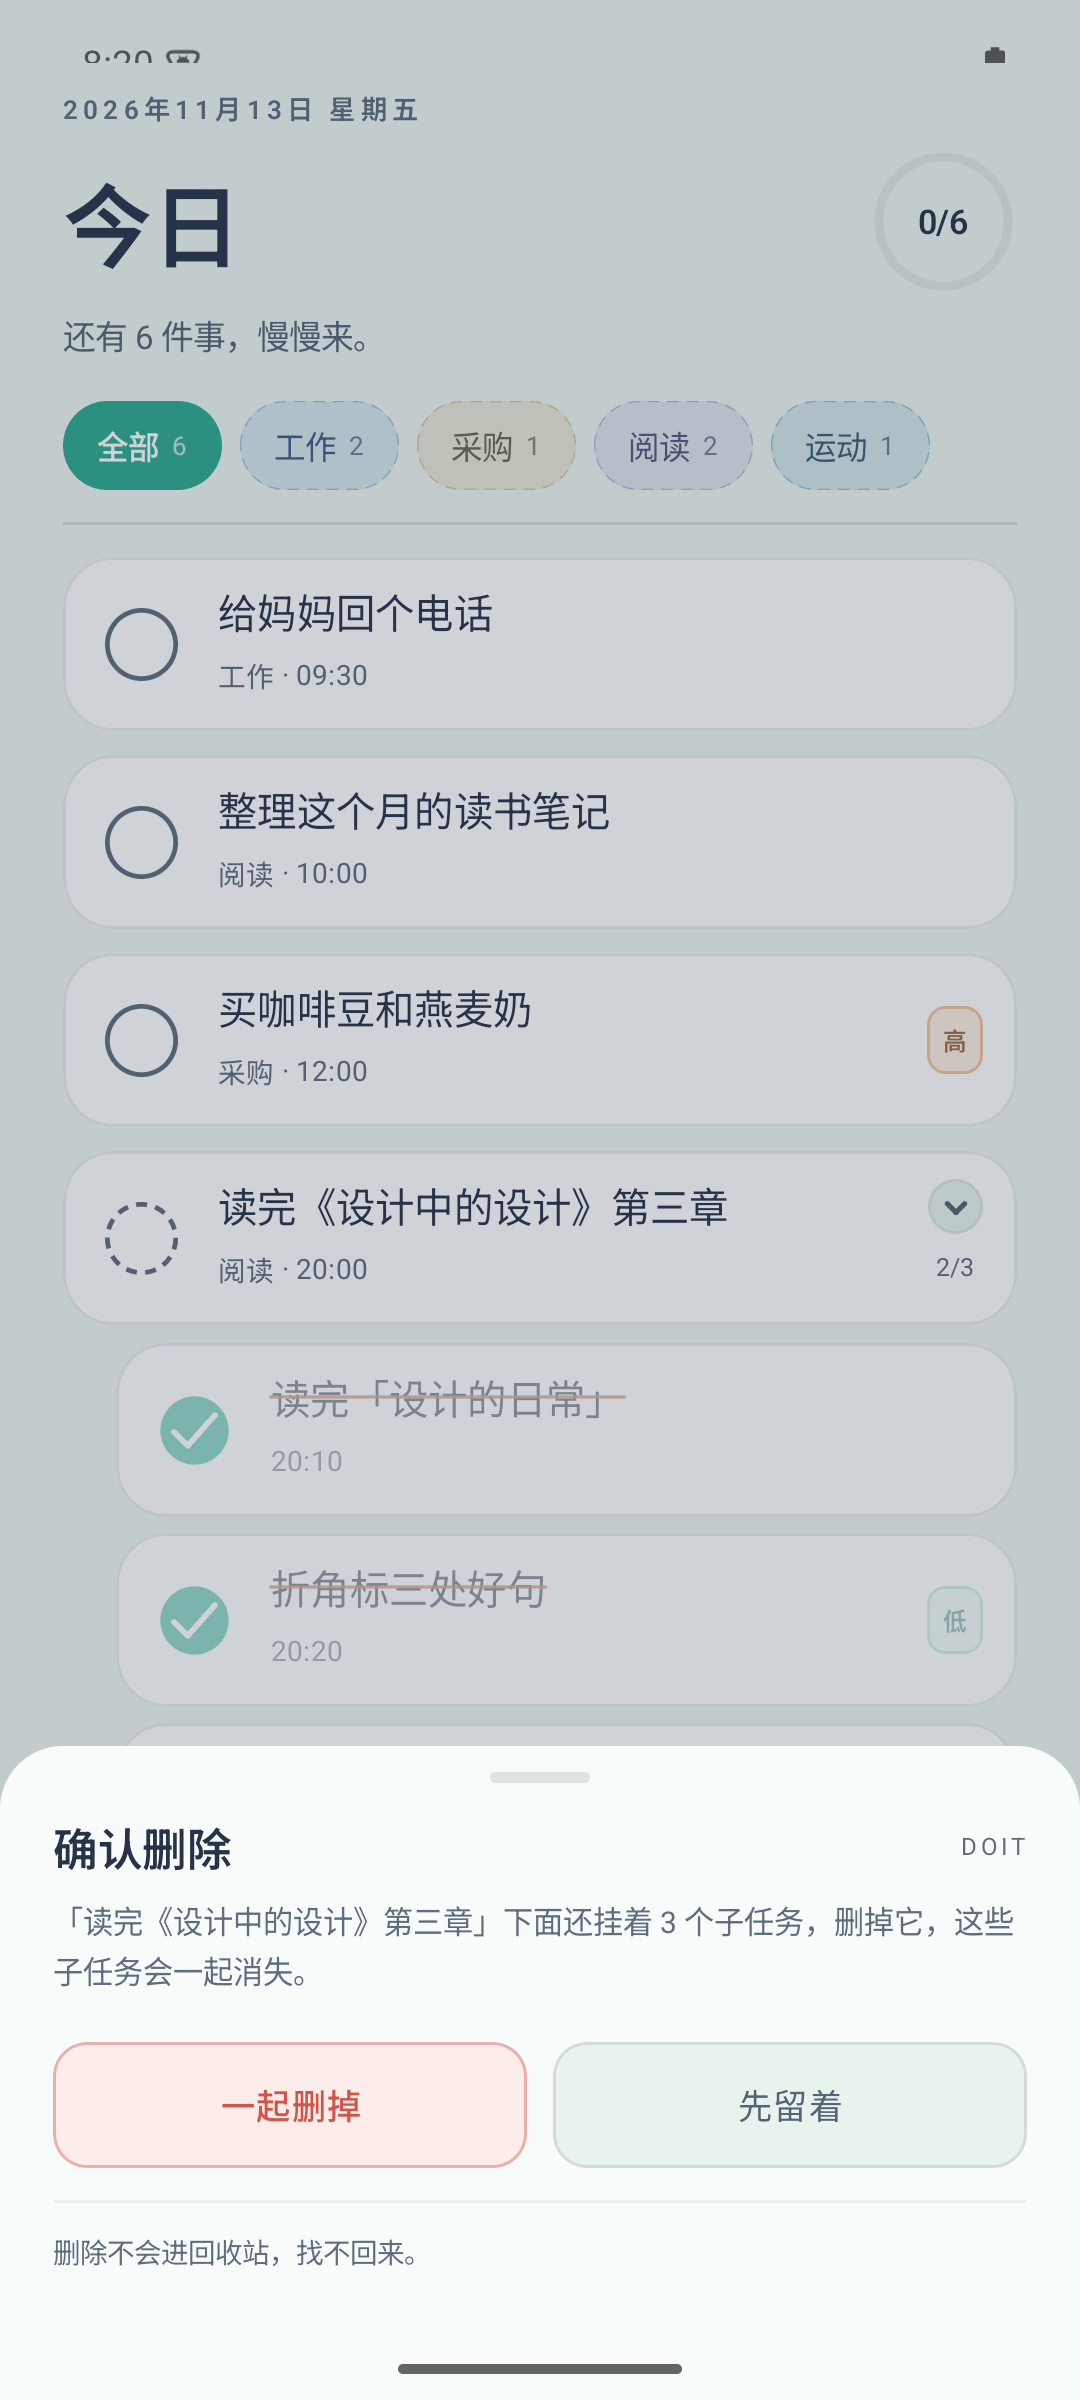 2026年11月13日 星期五
今日
0/6
还有 6 件事，慢慢来。
全部 6
工作 2
采购 1
阅读 2
运动 1
给妈妈回个电话
工作 · 09:30
整理这个月的读书笔记
阅读 · 10:00
买咖啡豆和燕麦奶
采购 · 12:00
高
读完《设计中的设计》第三章
阅读 · 20:00
2/3
读完「设计的日常」
20:10
折角标三处好句
20:20
低
确认删除
DOIT
「读完《设计中的设计》第三章」下面还挂着 3 个子任务，删掉它，这些
子任务会一起消失。
一起删掉
先留着
删除不会进回收站，找不回来。